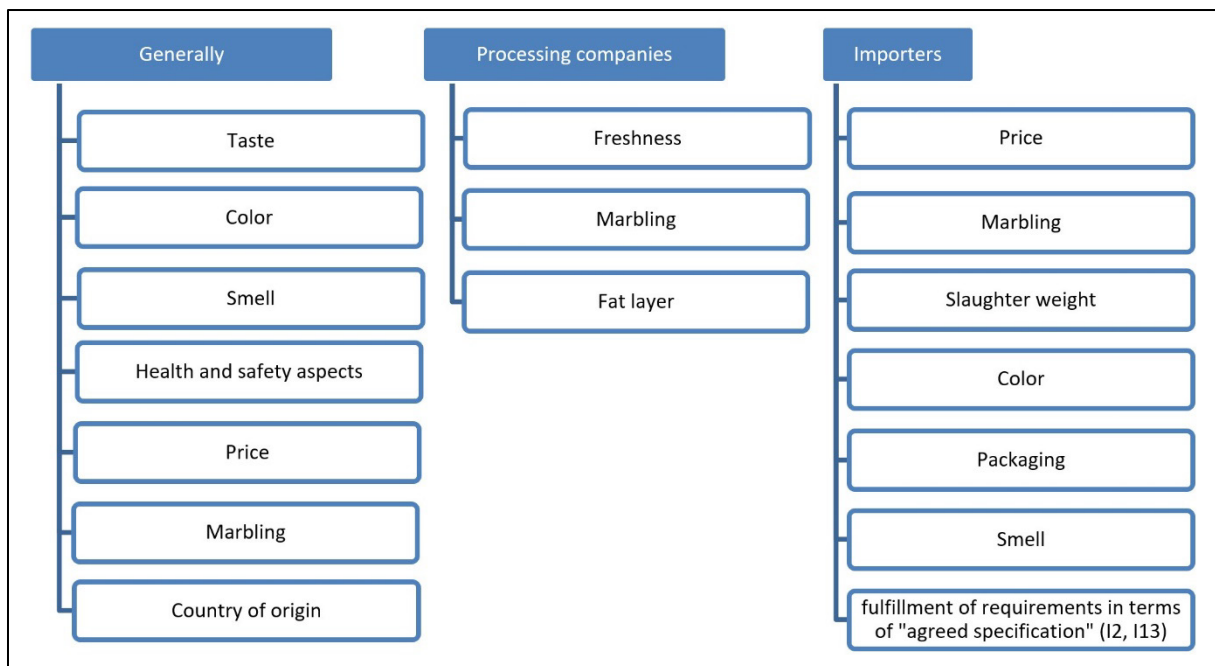 Generally
Taste
Color
Smell
Health and safety aspects
Price
Marbling
Country of origin
Processing companies
Freshness
Marbling
Fat layer
Importers
Price
Marbling
Slaughter weight
Color
Packaging
Smell
fulfillment of requirements in terms
of "agreed specification" (I2, I13)